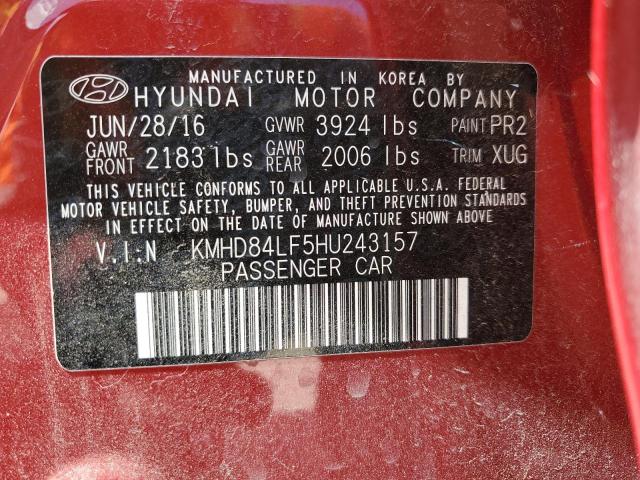 MANUFACTURED IN KOREA BY
HYUNDAI MOTOR COMPANY
JUN/28/16 GVWR 3924 lbs PAINT PR2
GAWR FRONT 2183 lbs GAWR REAR 2006 lbs TRIM XUG
THIS VEHICLE CONFORMS TO ALL APPLICABLE U.S.A. FEDERAL
MOTOR VEHICLE SAFETY, BUMPER, AND THEFT PREVENTION STANDARDS
IN EFFECT ON THE DATE OF MANUFACTURE SHOWN ABOVE.
V.I.N KMHD84LF5HU243157
PASSENGER CAR